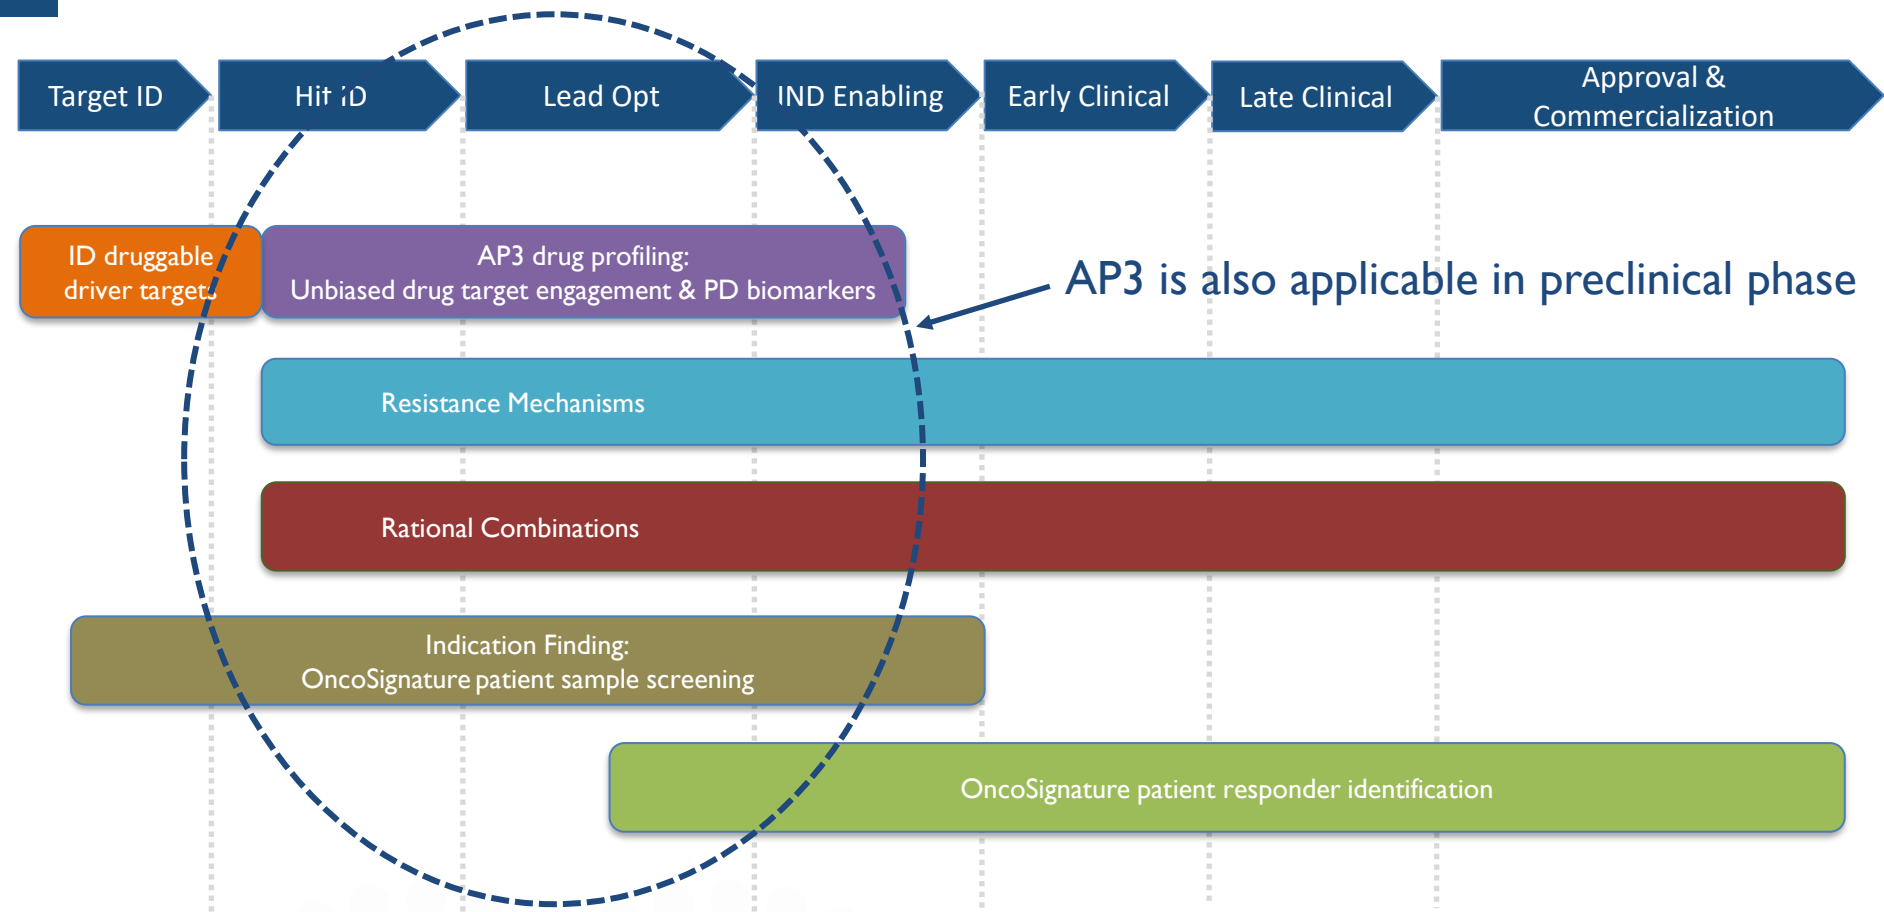 Target ID
Hit ID
Lead Opt
IND Enabling
Early Clinical
Late Clinical
Approval &
Commercialization
ID druggable
driver targets
AP3 drug profiling:
Unbiased drug target engagement & PD biomarkers
AP3 is also applicable in preclinical phase
Resistance Mechanisms
Rational Combinations
Indication Finding:
OncoSignature patient sample screening
OncoSignature patient responder identification